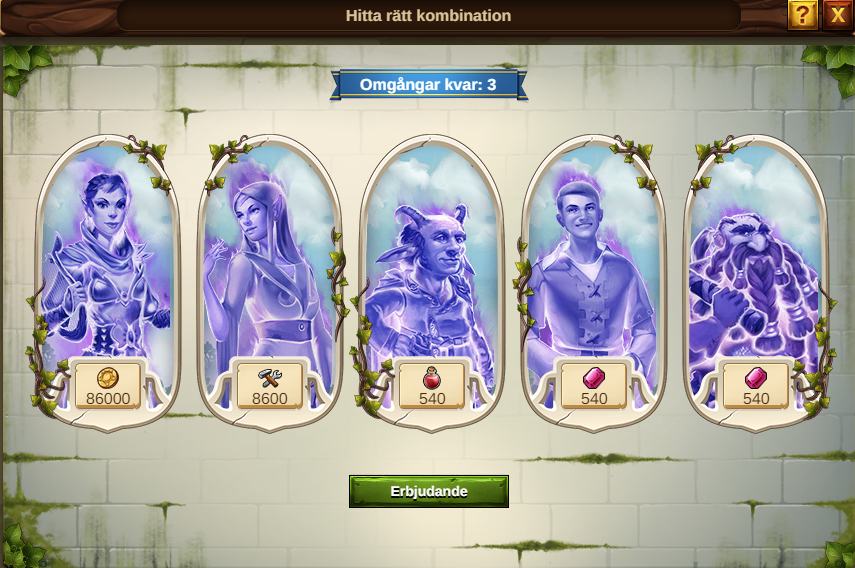 Hitta rätt kombination
? X
Omgångar kvar: 3
86000 8600 540 540 540
Erbjudande